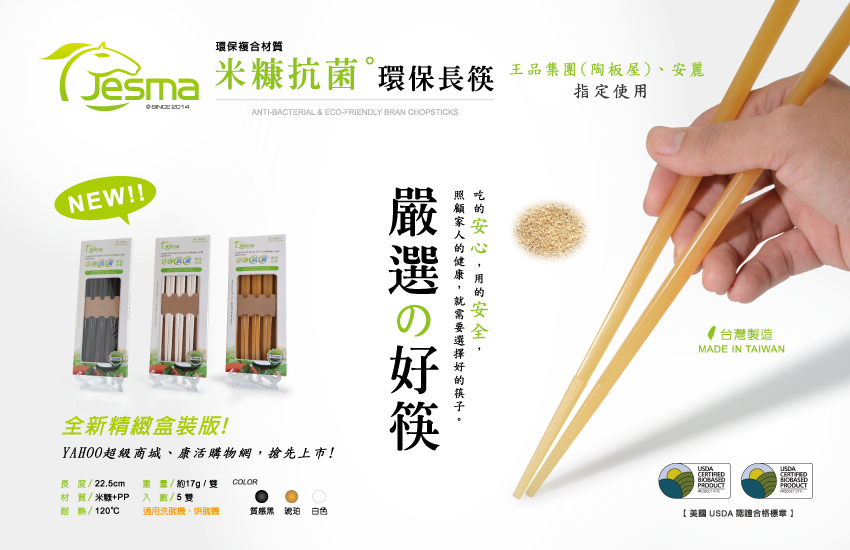 Jesma
©SINCE2014
環保複合材質
米糠抗菌°環保長筷
ANTI-BACTERIAL & ECO-FRIENDLY BRAN CHOPSTICKS
王品集團(陶板屋)、安麗
指定使用
NEW!!
嚴選の好筷
吃的安心，用的安全，
照顧家人的健康，就需要選擇好的筷子。
台灣製造
MADE IN TAIWAN
全新精緻盒裝版!
YAHOO超級商城、康活購物網，搶先上市!
長 度/22.5cm 重 量/約17g/雙 COLOR
材 質/米糠+PP 入 數/5 雙
耐 熱/120℃ 適用洗碗機、烘碗機 質感黑 琥珀 白色
USDA CERTIFIED BIOBASED PRODUCT
USDA CERTIFIED BIOBASED PRODUCT
【 美國 USDA 認證合格標章 】